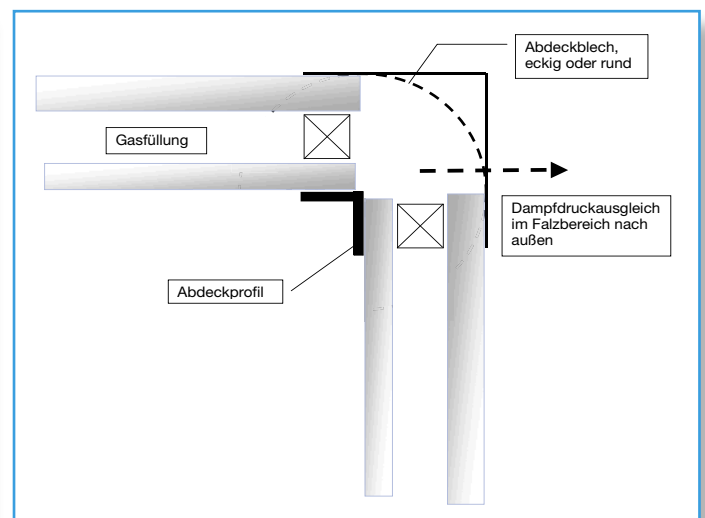 Abdeckblech,
eckig oder rund
Gasfüllung
Dampfdruckausgleich
im Falzbereich nach
außen
Abdeckprofil